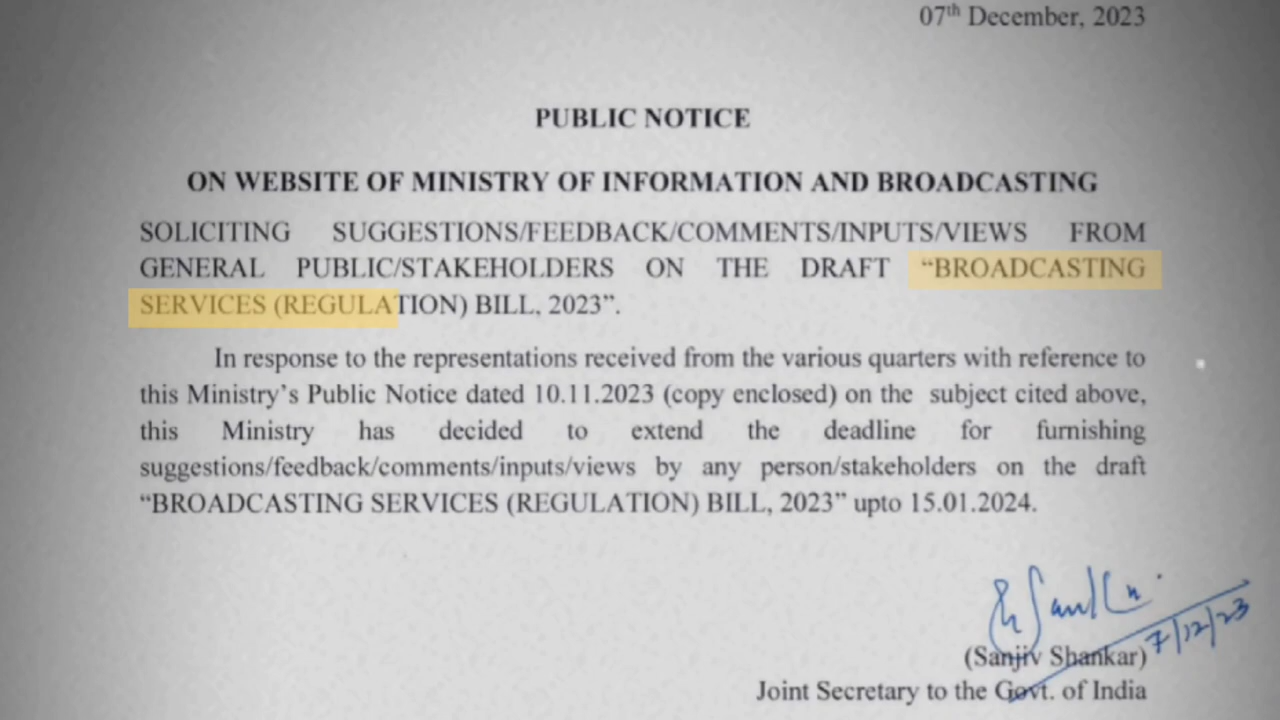 07th December, 2023
PUBLIC NOTICE
ON WEBSITE OF MINISTRY OF INFORMATION AND BROADCASTING
SOLICITING SUGGESTIONS/FEEDBACK/COMMENTS/INPUTS/VIEWS FROM
GENERAL PUBLIC/STAKEHOLDERS ON THE DRAFT “BROADCASTING
SERVICES (REGULATION) BILL, 2023”.
In response to the representations received from the various quarters with reference to
this Ministry’s Public Notice dated 10.11.2023 (copy enclosed) on the subject cited above,
this Ministry has decided to extend the deadline for furnishing
suggestions/feedback/comments/inputs/views by any person/stakeholders on the draft
“BROADCASTING SERVICES (REGULATION) BILL, 2023” upto 15.01.2024.
7/12/23
(Sanjiv Shankar)
Joint Secretary to the Govt. of India